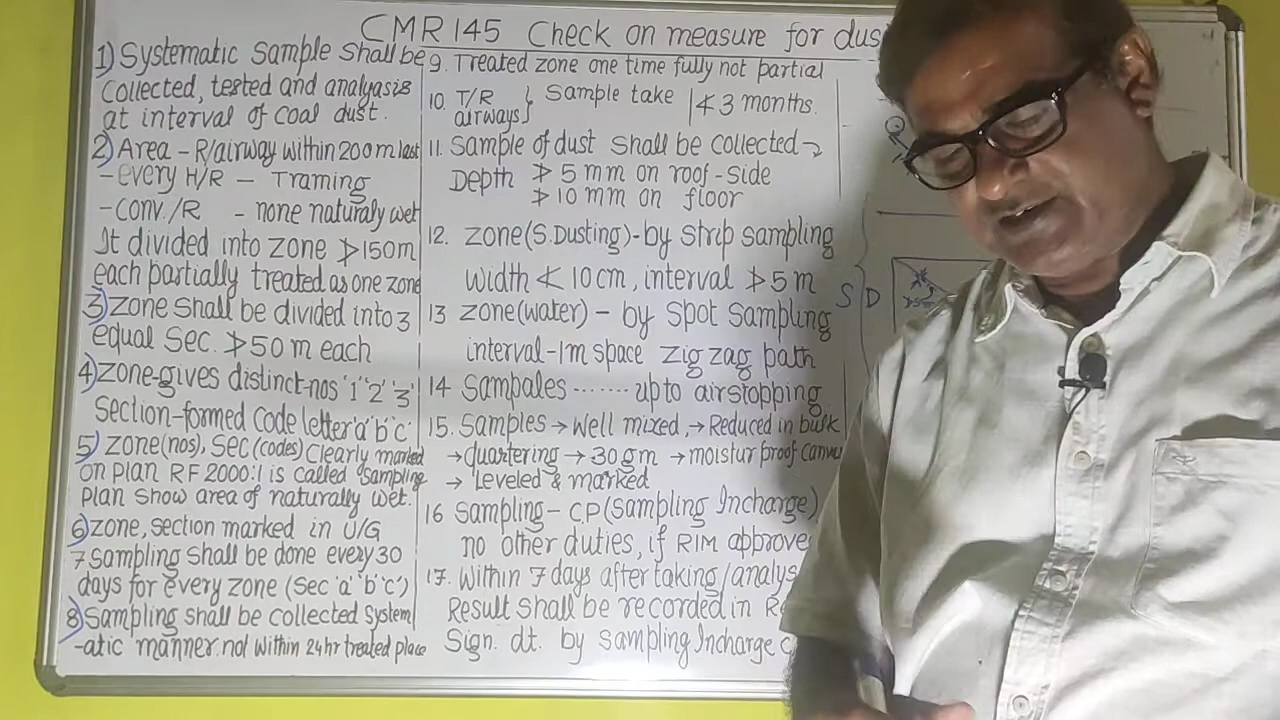 CMR 145 Check on measure for dus
1) Systematic Sample Shall be
Collected, tested and analyasis
at interval of coal dust.
2) Area - R/airway within 200 m last
- every H/R - Traming
- Conv./R - none naturaly wet
It divided into zone ≯ 150m
each partially treated as one zone
3) zone shall be divided into 3
equal Sec. ≯ 50 m each
4) zone-gives distinct-nos '1' '2' '3'
Section-formed Code letter 'a' 'b' 'c'
5) zone (nos), Sec (codes) Clearly marked
on plan RF 2000:1 is called Sampling
plan show area of naturally wet.
6) zone, section marked in U/G
7 Sampling shall be done every 30
days for every zone (Sec 'a' 'b' 'c')
8) Sampling shall be collected System
-atic manner. not within 24 hr treated place
9. Treated zone one time fully not partial
10. T/R
airways } Sample take | ≮ 3 months.
11. Sample of dust shall be collected →
Depth ≯ 5 mm on roof - side
≯ 10 mm on floor
12. zone (S. Dusting) - by Strip sampling
width ≮ 10 cm, interval ≯ 5 m
13 zone (water) - by Spot Sampling
interval - 1m space zig zag path
14 Sampales ....... up to airstopping
15. Samples → Well mixed, → Reduced in bulk
→ quartering → 30 gm → moistur proof canve
→ Leveled & marked
16 Sampling - C.P (Sampling Incharge)
no other duties, if RIM approve
17. Within 7 days after taking / analys
Result shall be recorded in Re
Sign. dt. by Sampling Incharge
S D